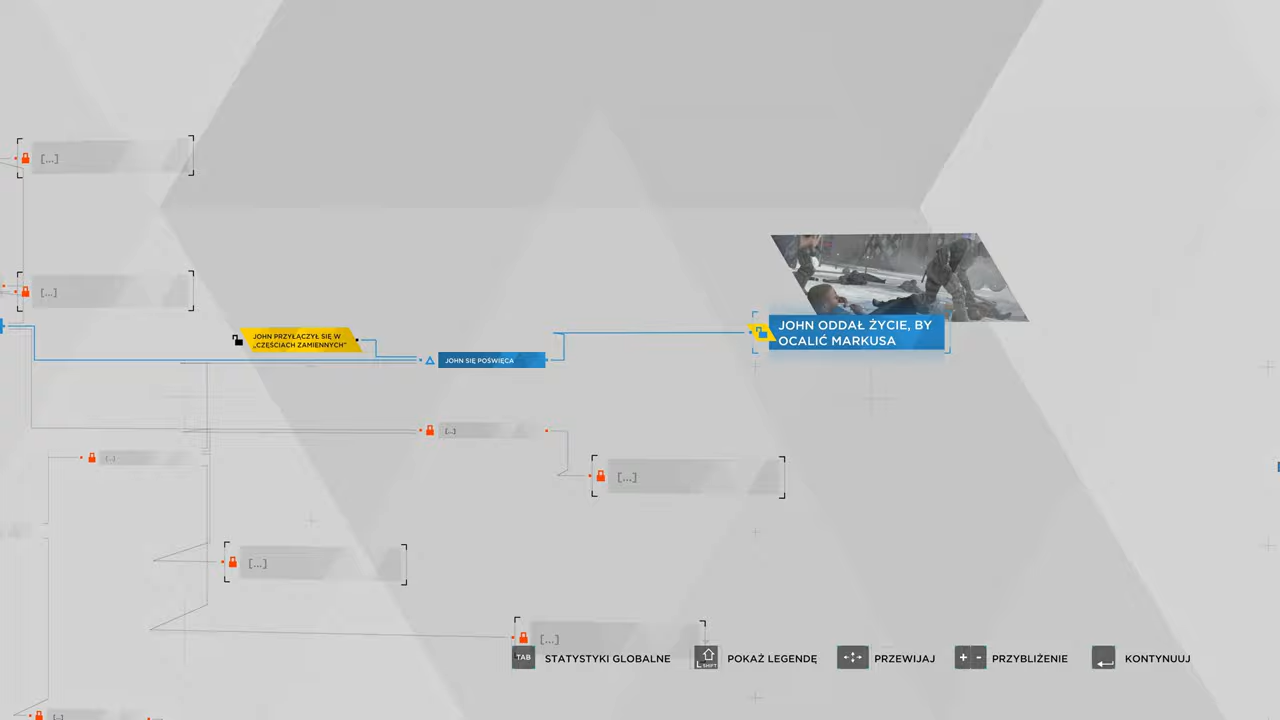 [...]
[...]
JOHN PRZYŁĄCZYŁ SIĘ W
„CZĘŚCIACH ZAMIENNYCH”
JOHN SIĘ POŚWIĘCA
JOHN ODDAŁ ŻYCIE, BY
OCALIĆ MARKUSA
[...]
[...]
[...]
[...]
[...]
TAB STATYSTYKI GLOBALNE
SHIFT POKAŻ LEGENDĘ
PRZEWIJAJ
+ - PRZYBLIŻENIE
KONTYNUUJ
[...]